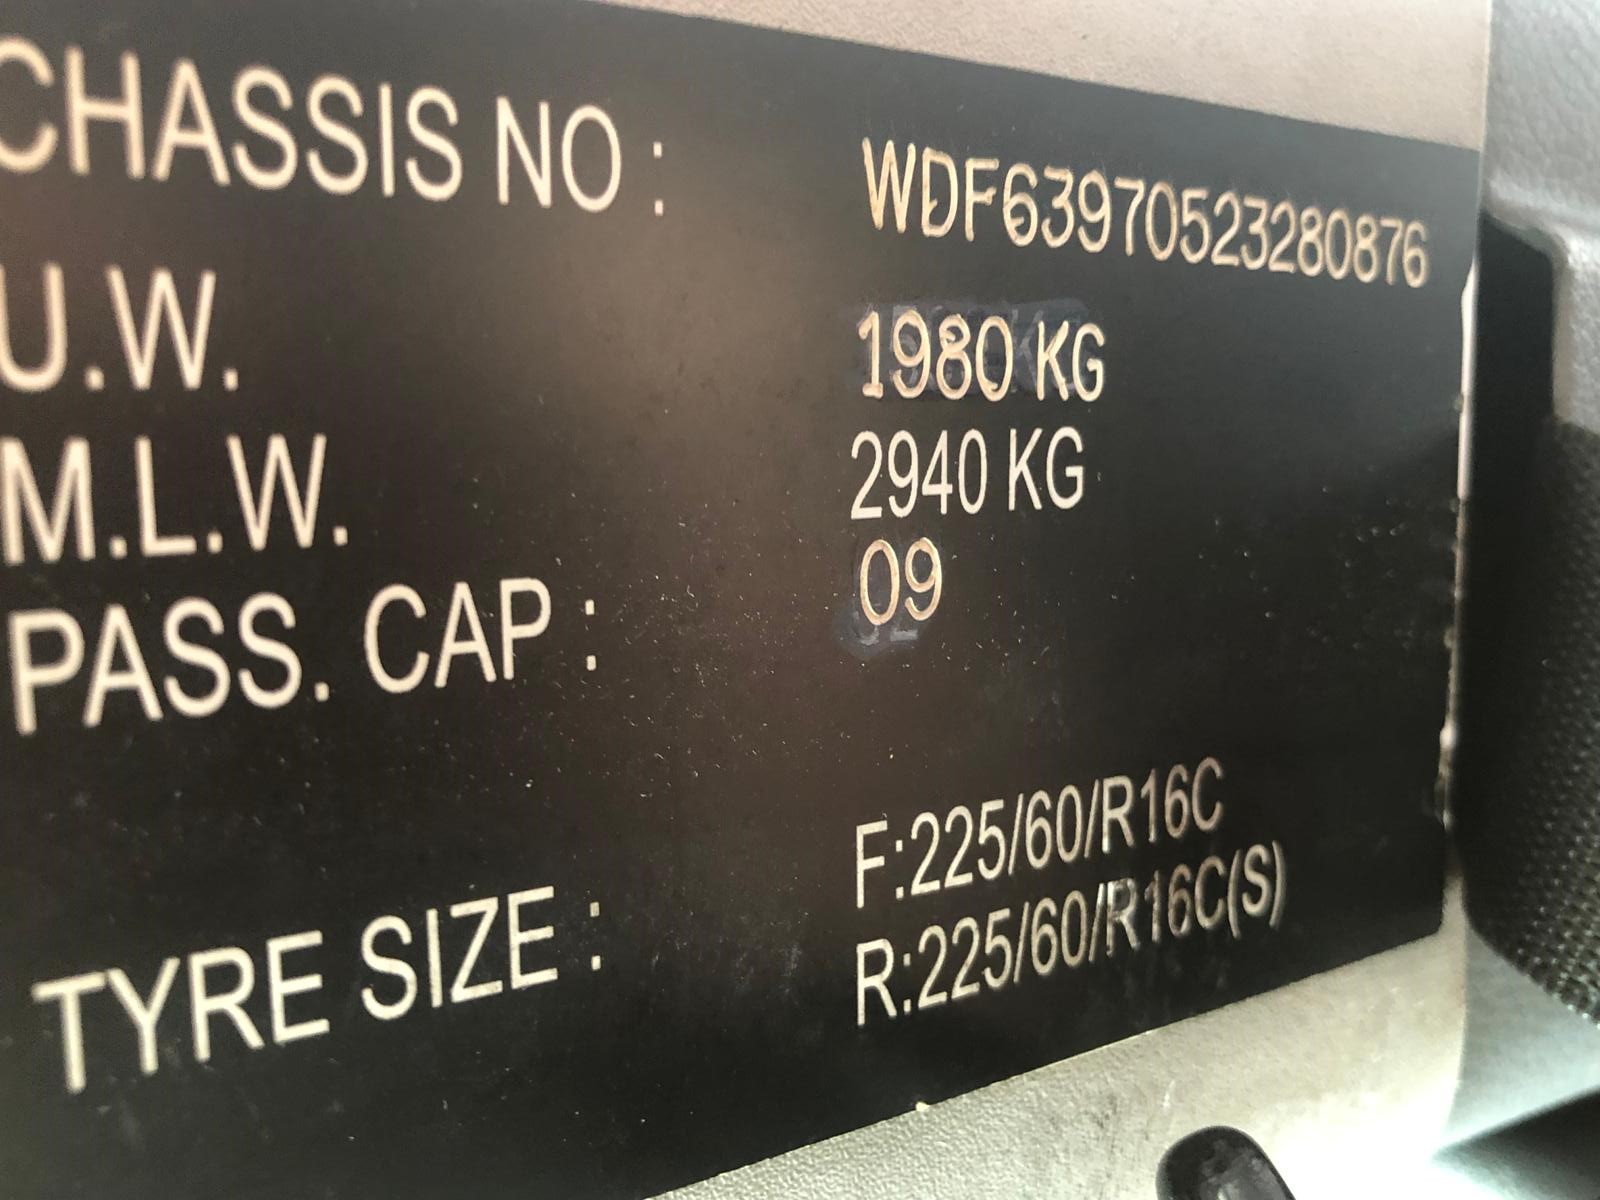 CHASSIS NO : WDF63970523280876
U.W. 1980 KG
M.L.W. 2940 KG
PASS. CAP : 09
TYRE SIZE : F:225/60/R16C
R:225/60/R16C(S)